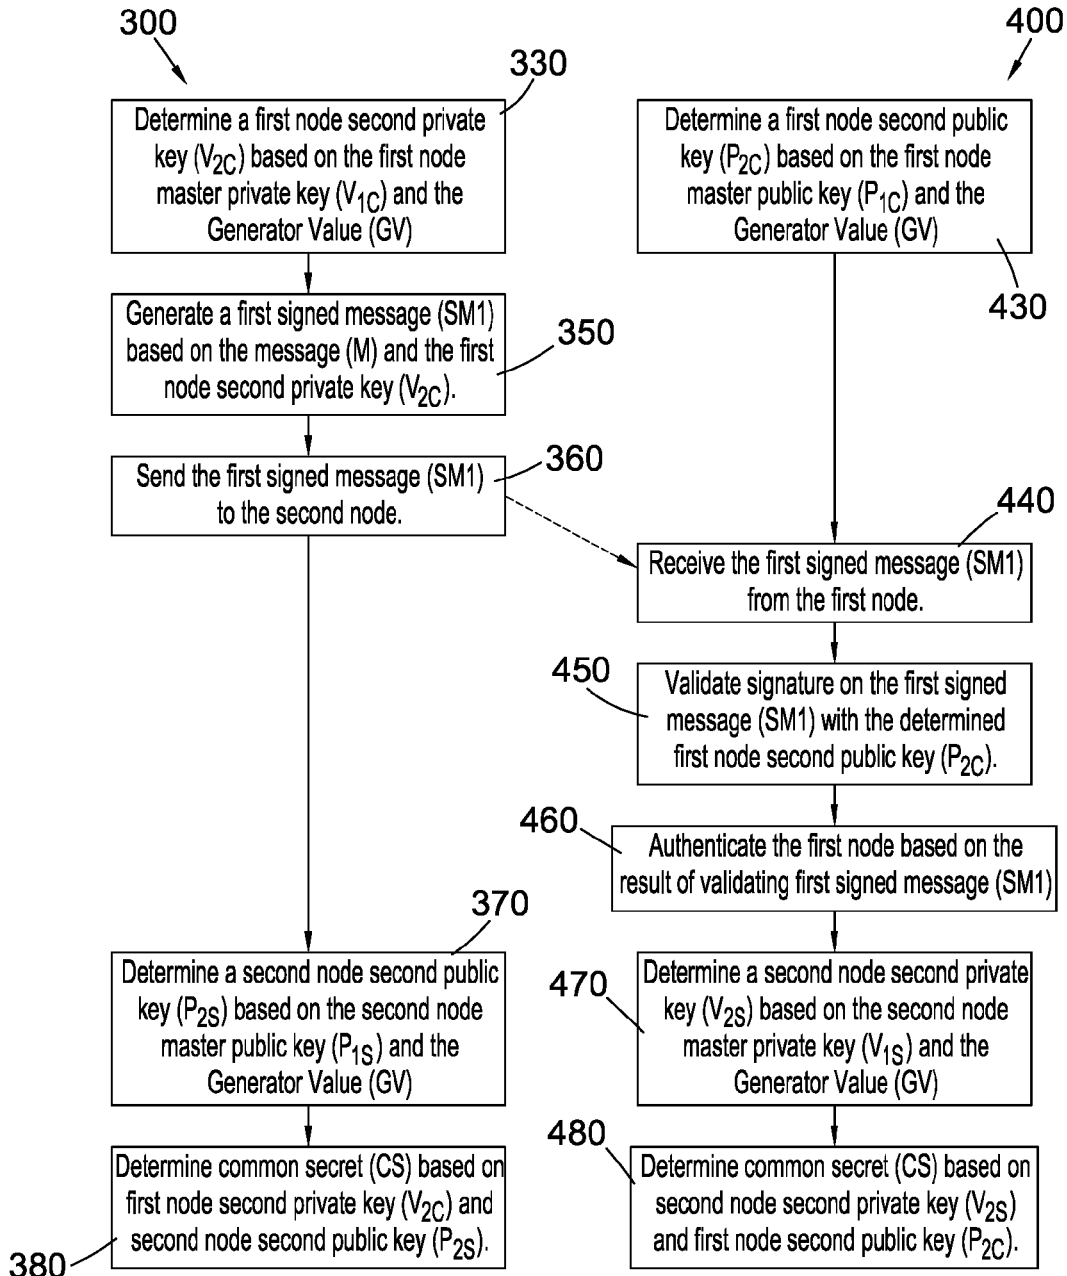 300
400
330
Determine a first node second private
key (V2C) based on the first node
master private key (V1C) and the
Generator Value (GV)
Determine a first node second public
key (P2C) based on the first node
master public key (P1C) and the
Generator Value (GV)
430
Generate a first signed message (SM1)
based on the message (M) and the first
node second private key (V2C).
350
Send the first signed message (SM1)
to the second node.
360
440
Receive the first signed message (SM1)
from the first node.
450
Validate signature on the first signed
message (SM1) with the determined
first node second public key (P2C).
460
Authenticate the first node based on the
result of validating first signed message (SM1)
370
Determine a second node second public
key (P2S) based on the second node
master public key (P1S) and the
Generator Value (GV)
470
Determine a second node second private
key (V2S) based on the second node
master private key (V1S) and the
Generator Value (GV)
Determine common secret (CS) based on
first node second private key (V2C) and
second node second public key (P2S).
380
480
Determine common secret (CS) based on
second node second private key (V2S)
and first node second public key (P2C).